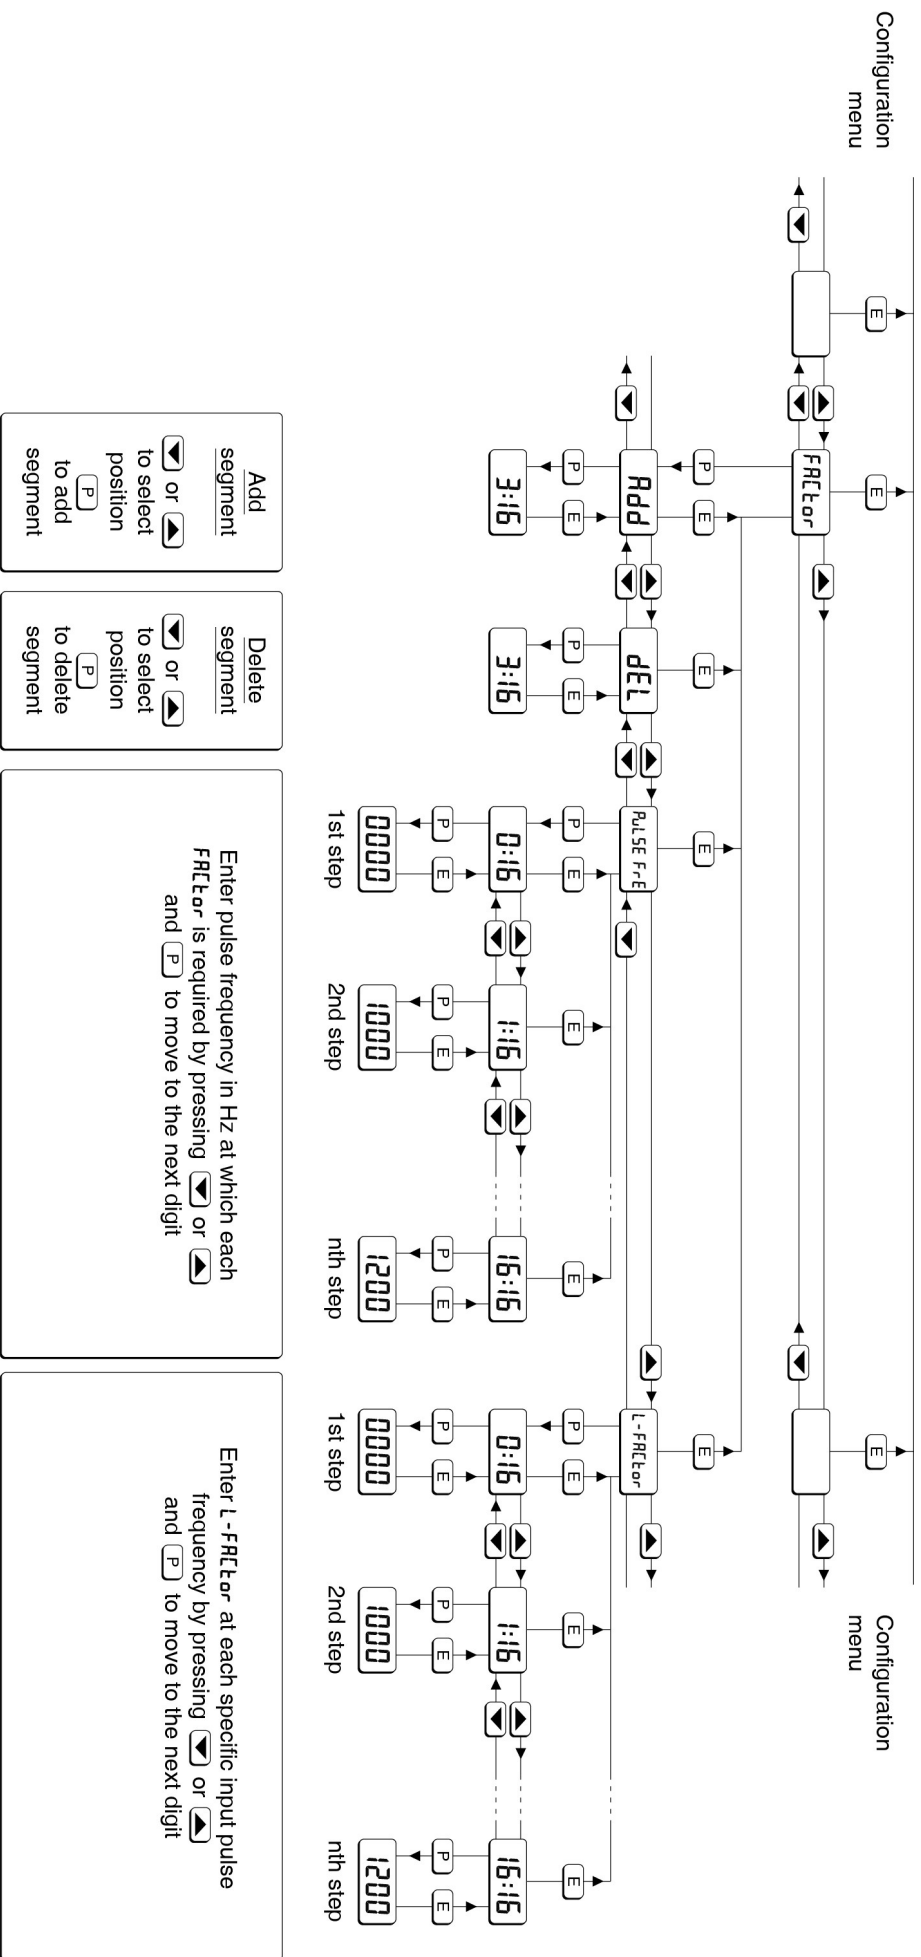 Configuration
menu
Configuration
menu
E
E
E
FACtor
P
E
E
E
E
Add
dEL
PuLSE FrE
L-FACtor
P
E
P
E
P
E
E
E
P
E
E
E
3:16
3:16
0:16
1:16
16:16
0:16
1:16
16:16
P
E
P
E
P
E
P
E
P
E
P
E
0000
1000
1200
0000
1000
1200
1st step
2nd step
nth step
1st step
2nd step
nth step
Add
segment
▼ or ▲
to select
position
P
to add
segment
Delete
segment
▼ or ▲
to select
position
P
to delete
segment
Enter pulse frequency in Hz at which each
FACtor is required by pressing ▼ or ▲
and P to move to the next digit
Enter L-FACtor at each specific input pulse
frequency by pressing ▼ or ▲
and P to move to the next digit